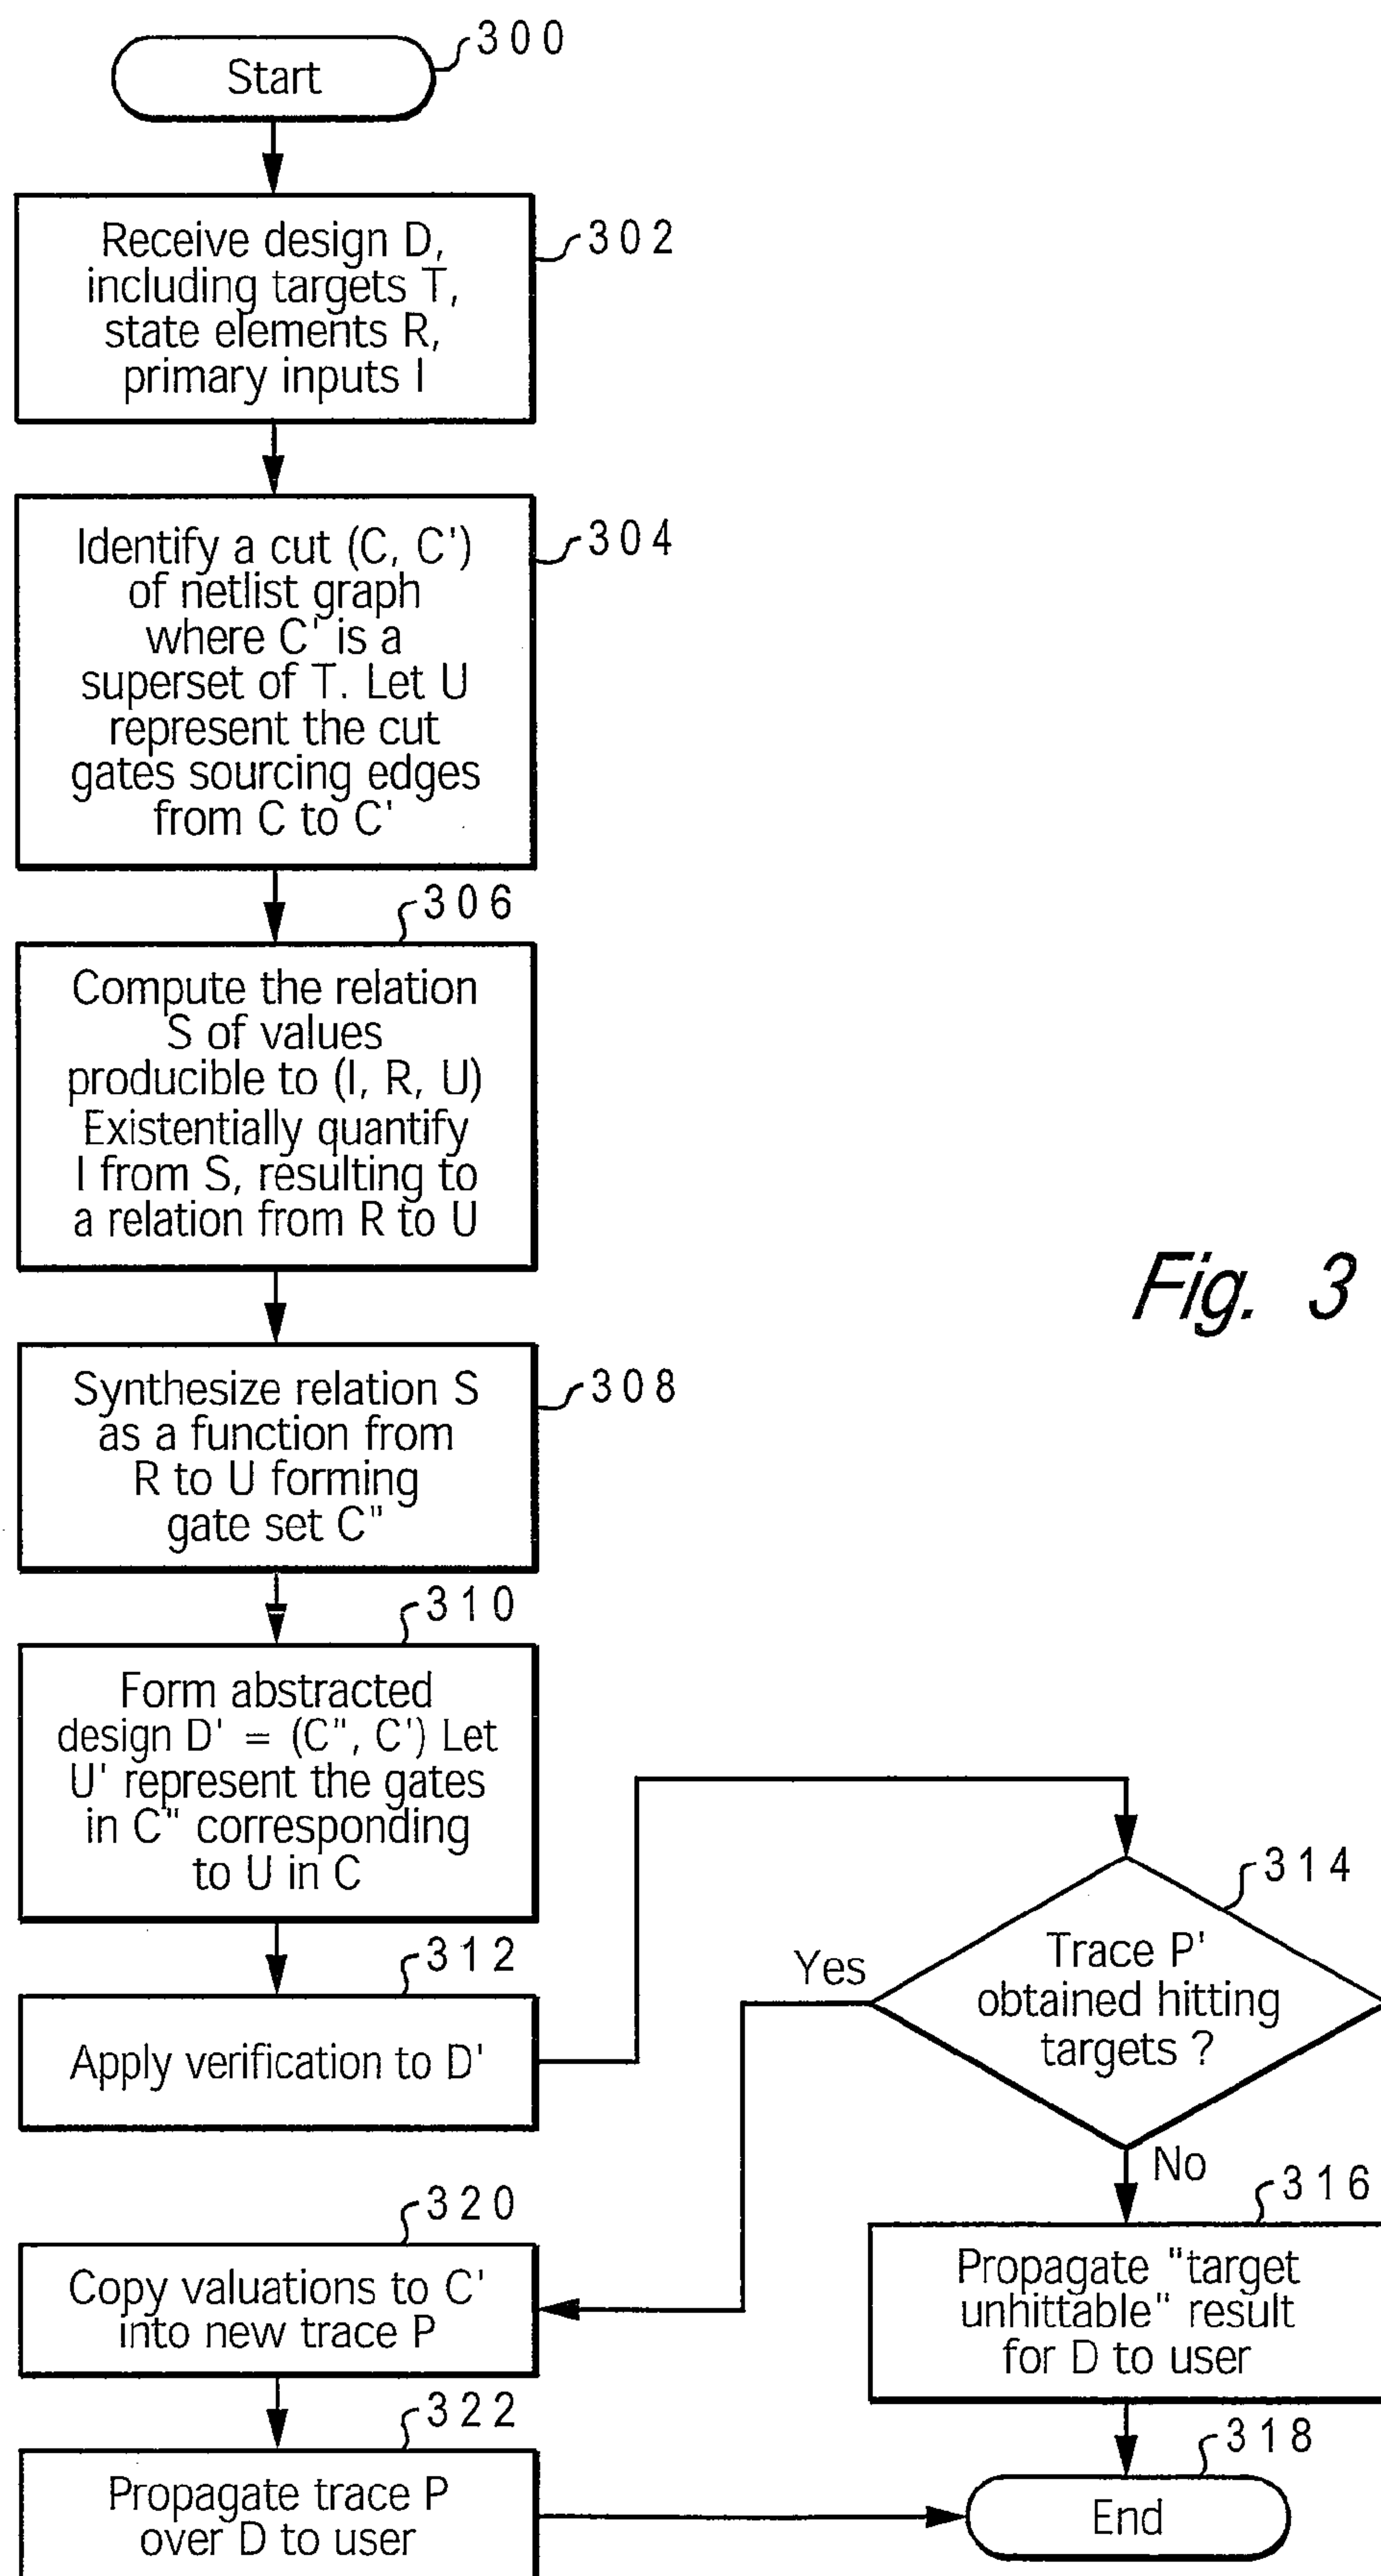 300
Start
302
Receive design D,
including targets T,
state elements R,
primary inputs I
304
Identify a cut (C, C')
of netlist graph
where C' is a
superset of T. Let U
represent the cut
gates sourcing edges
from C to C'
306
Compute the relation
S of values
producible to (I, R, U)
Existentially quantify
I from S, resulting to
a relation from R to U
Fig. 3
308
Synthesize relation S
as a function from
R to U forming
gate set C"
310
Form abstracted
design D' = (C", C') Let
U' represent the gates
in C" corresponding
to U in C
312
Apply verification to D'
314
Trace P'
obtained hitting
targets ?
Yes
No
316
Propagate "target
unhittable" result
for D to user
318
End
320
Copy valuations to C'
into new trace P
322
Propagate trace P
over D to user